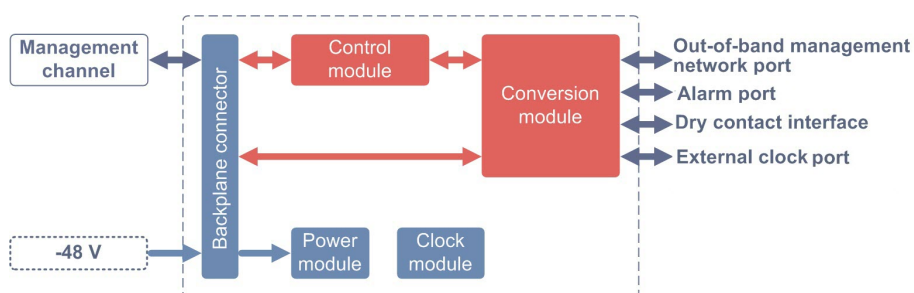 Management
channel
Backplane connector
Control
module
Conversion
module
Out-of-band management
network port
Alarm port
Dry contact interface
External clock port
-48 V
Power
module
Clock
module